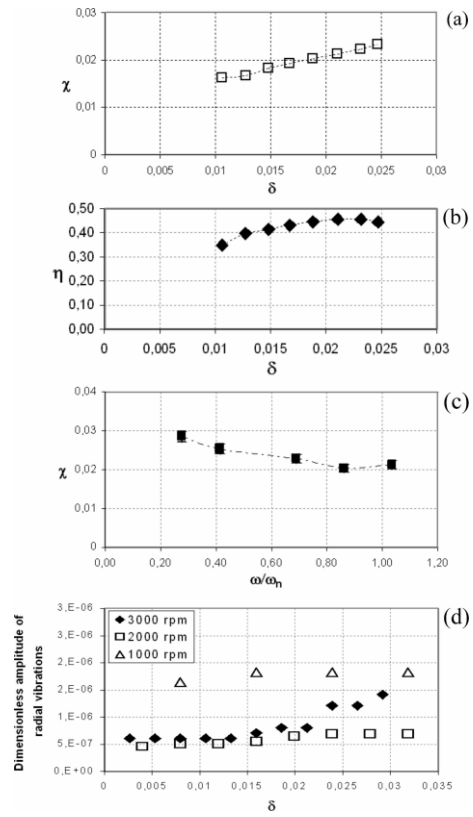 (a)
0,03
0,02
χ
0,01
0
0 0,005 0,01 0,015 0,02 0,025 0,03
δ
(b)
0,50
0,40
0,30
η
0,20
0,10
0,00
0 0,005 0,01 0,015 0,02 0,025 0,03
δ
(c)
0,04
0,03
χ
0,02
0,01
0
0,00 0,20 0,40 0,60 0,80 1,00 1,20
ω/ωn
(d)
Dimensionless amplitude of
radial vibrations
3,E-06
3,E-06
2,E-06
2,E-06
1,E-06
5,E-07
0,E+00
3000 rpm
2000 rpm
1000 rpm
0 0,005 0,01 0,015 0,02 0,025 0,03 0,035
δ